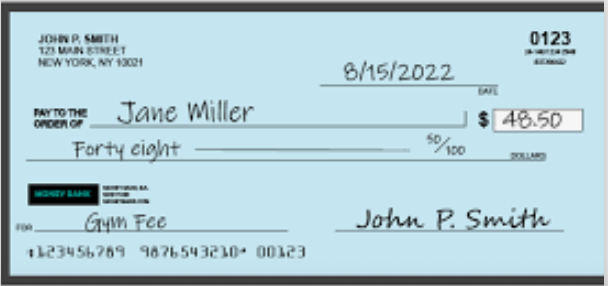 JOHN P. SMITH 0123
123 MAIN STREET
NEW YORK, NY 10021
8/15/2022
DATE
PAY TO THE
ORDER OF Jane Miller $ 48.50
Forty eight 50/100 DOLLARS
MONEY BANK
FOR Gym Fee John P. Smith
123456789 9876543210 00123